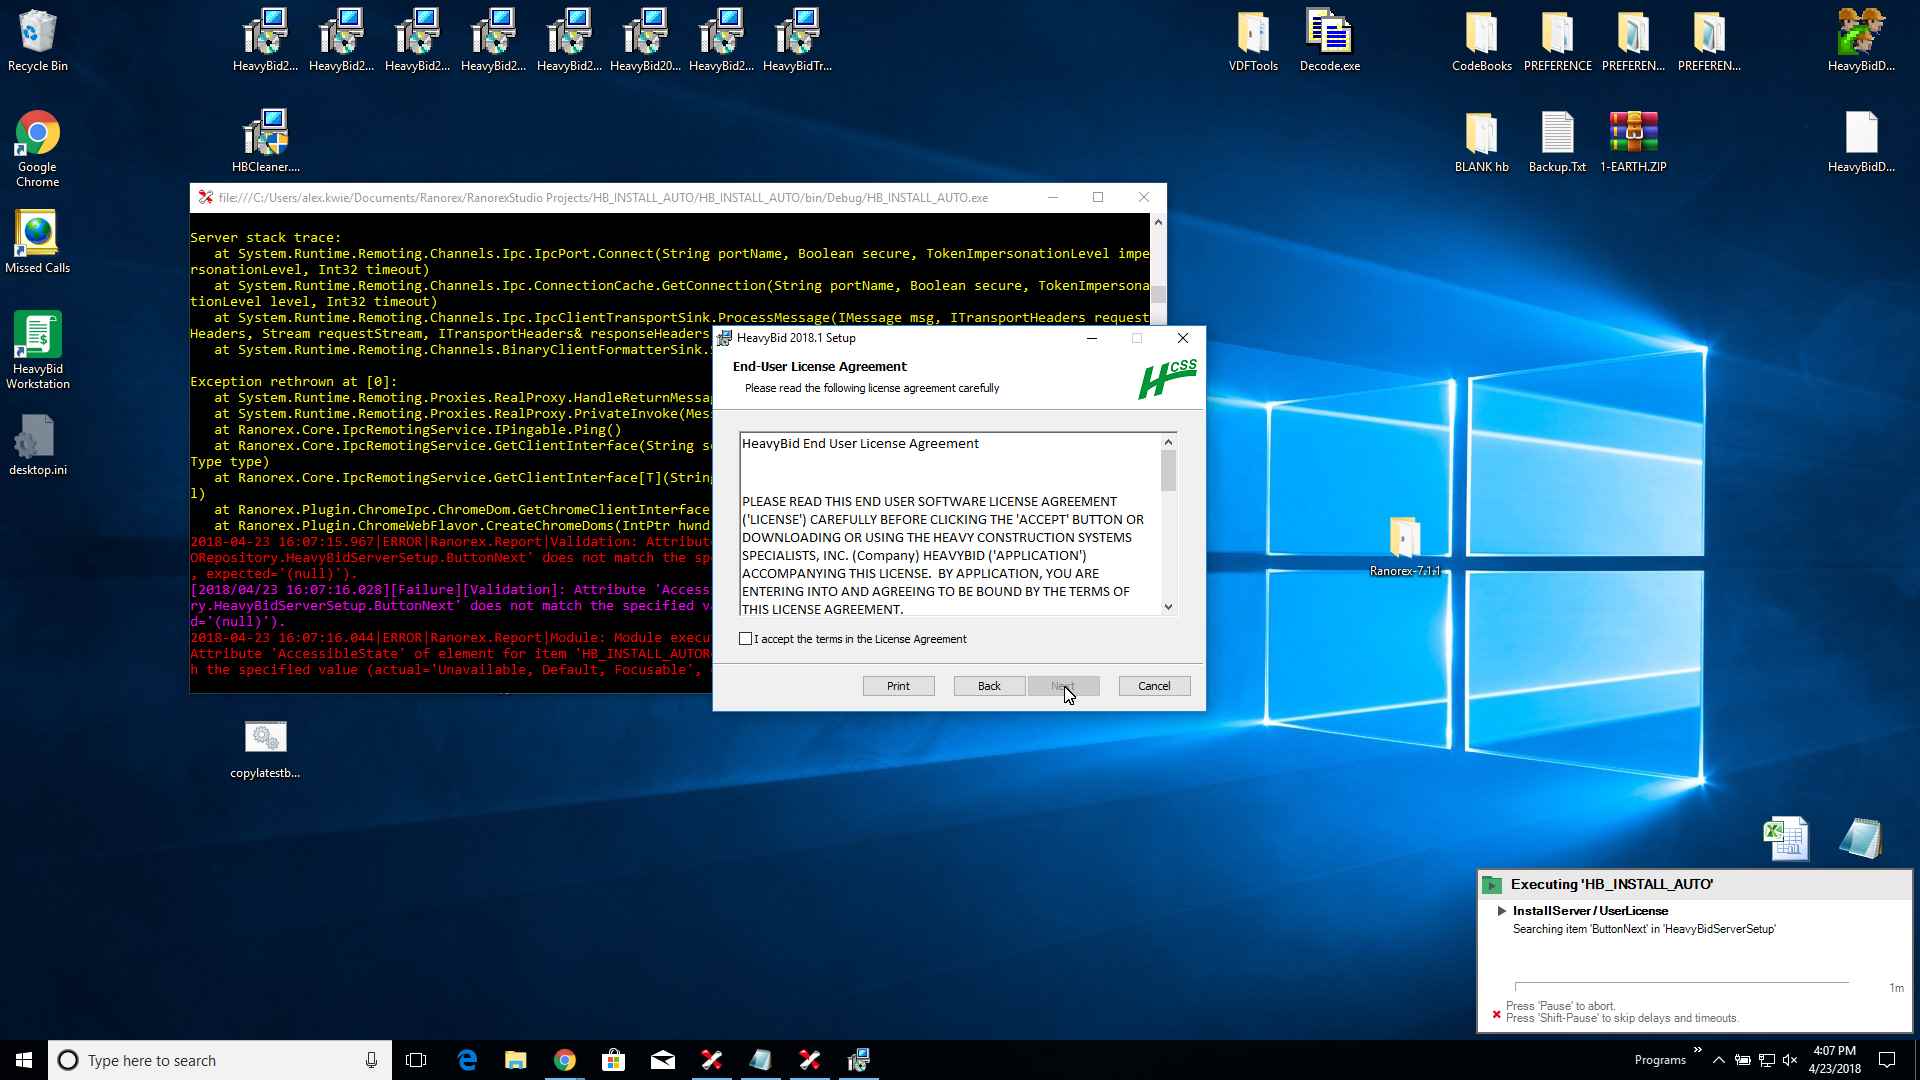 Recycle Bin
HeavyBid2...
HeavyBid2...
HeavyBid2...
HeavyBid2...
HeavyBid2...
HeavyBid20...
HeavyBid2...
HeavyBidTr...
VDFTools
Decode.exe
CodeBooks
PREFERENCE
PREFEREN...
PREFEREN...
HeavyBidD...
Google
Chrome
HBCleaner....
BLANK hb
Backup.Txt
1-EARTH.ZIP
HeavyBidD...
Missed Calls
HeavyBid
Workstation
desktop.ini
copylatestb...
Ranorex-7.1.1
file:///C:/Users/alex.kwie/Documents/Ranorex/RanorexStudio Projects/HB_INSTALL_AUTO/HB_INSTALL_AUTO/bin/Debug/HB_INSTALL_AUTO.exe
Server stack trace:
at System.Runtime.Remoting.Channels.Ipc.IpcPort.Connect(String portName, Boolean secure, TokenImpersonationLevel impe
rsonationLevel, Int32 timeout)
at System.Runtime.Remoting.Channels.Ipc.ConnectionCache.GetConnection(String portName, Boolean secure, TokenImpersona
tionLevel level, Int32 timeout)
at System.Runtime.Remoting.Channels.Ipc.IpcClientTransportSink.ProcessMessage(IMessage msg, ITransportHeaders request
Headers, Stream requestStream, ITransportHeaders& responseHeaders
at System.Runtime.Remoting.Channels.BinaryClientFormatterSink.
Exception rethrown at [0]:
at System.Runtime.Remoting.Proxies.RealProxy.HandleReturnMessag
at System.Runtime.Remoting.Proxies.RealProxy.PrivateInvoke(Mes
at Ranorex.Core.IpcRemotingService.IPingable.Ping()
at Ranorex.Core.IpcRemotingService.GetClientInterface(String s
Type type)
at Ranorex.Core.IpcRemotingService.GetClientInterface[T](Strin
l)
at Ranorex.Plugin.ChromeIpc.ChromeDom.GetChromeClientInterface
at Ranorex.Plugin.ChromeWebFlavor.CreateChromeDoms(IntPtr hwnd
2018-04-23 16:07:15.967|ERROR|Ranorex.Report|Validation: Attribut
ORepository.HeavyBidServerSetup.ButtonNext' does not match the sp
, expected='(null)').
[2018/04/23 16:07:16.028][Failure][Validation]: Attribute 'Access
ry.HeavyBidServerSetup.ButtonNext' does not match the specified v
d='(null)').
2018-04-23 16:07:16.044|ERROR|Ranorex.Report|Module: Module execu
Attribute 'AccessibleState' of element for item 'HB_INSTALL_AUTOR
h the specified value (actual='Unavailable, Default, Focusable',
HeavyBid 2018.1 Setup
End-User License Agreement
Please read the following license agreement carefully
HCSS
HeavyBid End User License Agreement
PLEASE READ THIS END USER SOFTWARE LICENSE AGREEMENT
('LICENSE') CAREFULLY BEFORE CLICKING THE 'ACCEPT' BUTTON OR
DOWNLOADING OR USING THE HEAVY CONSTRUCTION SYSTEMS
SPECIALISTS, INC. (Company) HEAVYBID ('APPLICATION')
ACCOMPANYING THIS LICENSE.  BY APPLICATION, YOU ARE
ENTERING INTO AND AGREEING TO BE BOUND BY THE TERMS OF
THIS LICENSE AGREEMENT.
I accept the terms in the License Agreement
Print
Back
Next
Cancel
Executing 'HB_INSTALL_AUTO'
InstallServer / UserLicense
Searching item 'ButtonNext' in 'HeavyBidServerSetup'
1m
Press 'Pause' to abort.
Press 'Shift-Pause' to skip delays and timeouts.
Type here to search
Programs
4:07 PM
4/23/2018